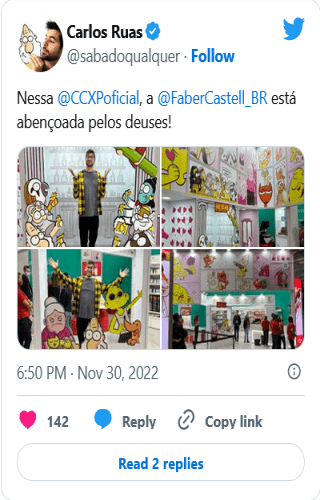 Carlos Ruas
@sabadoqualquer · Follow
Nessa @CCXPoficial, a @FaberCastell_BR está
abençoada pelos deuses!
6:50 PM · Nov 30, 2022
142 Reply Copy link
Read 2 replies